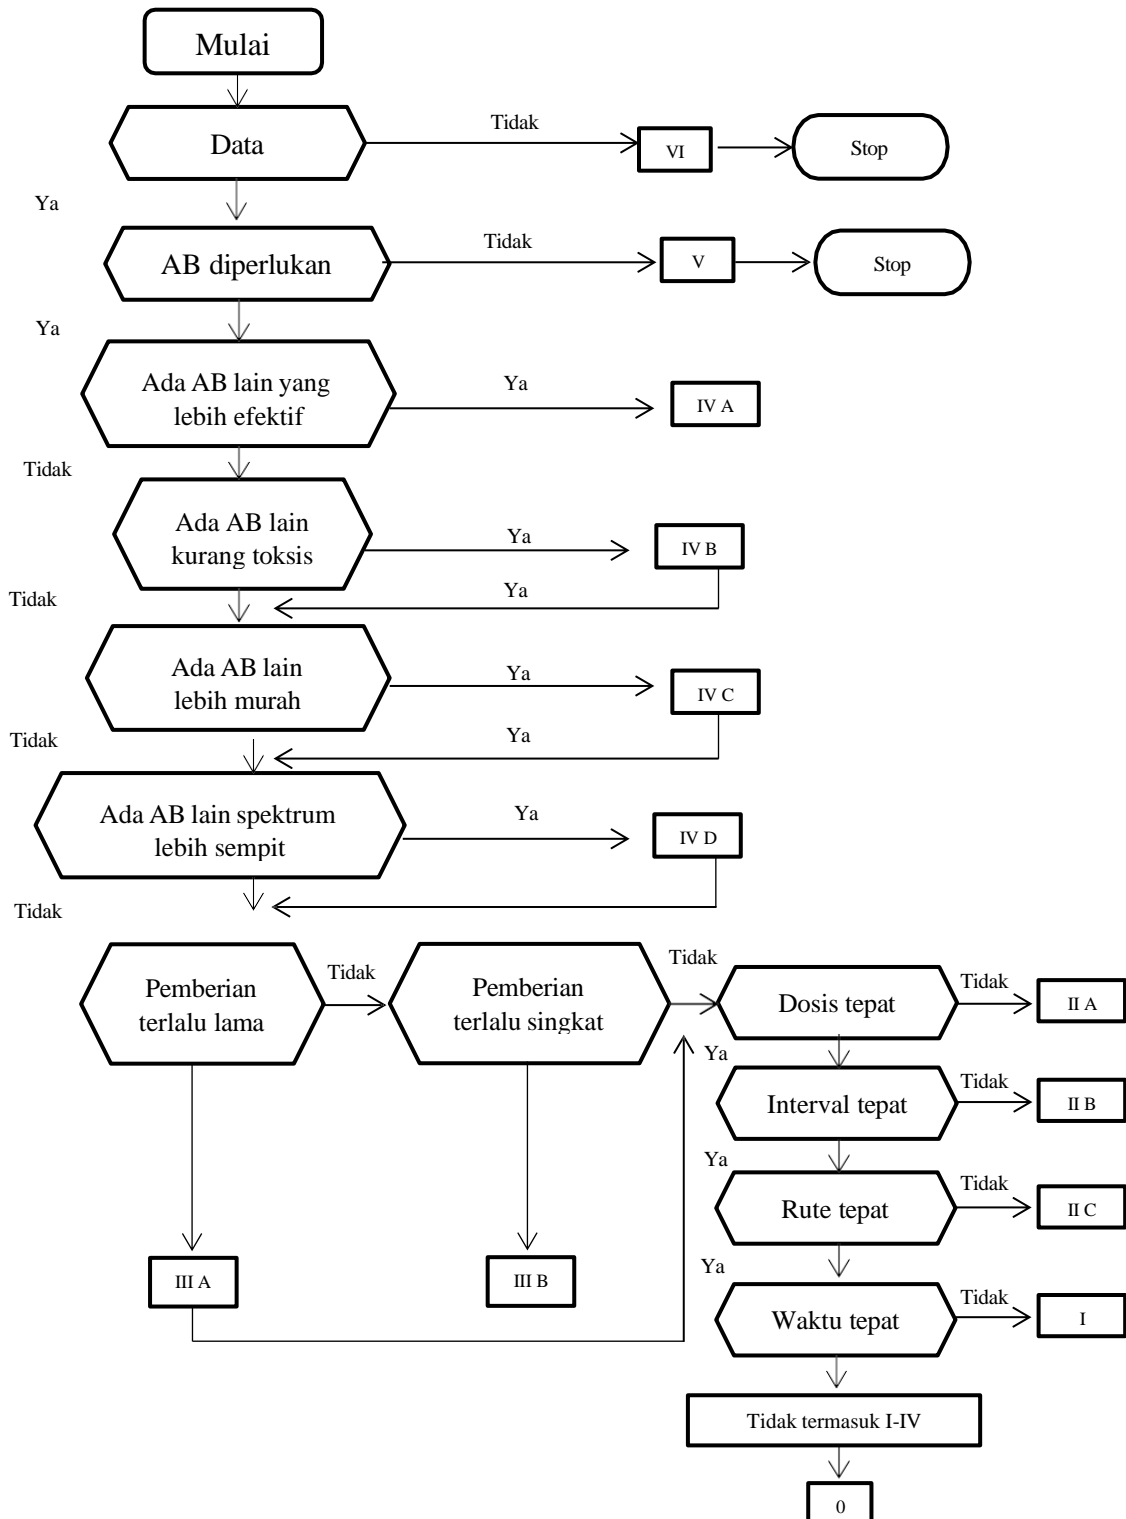 Mulai
Data
Tidak
VI
Stop
Ya
AB diperlukan
Tidak
V
Stop
Ya
Ada AB lain yang
lebih efektif
Ya
IV A
Tidak
Ada AB lain
kurang toksis
Ya
IV B
Ya
Tidak
Ada AB lain
lebih murah
Ya
IV C
Ya
Tidak
Ada AB lain spektrum
lebih sempit
Ya
IV D
Tidak
Pemberian
terlalu lama
Tidak
Pemberian
terlalu singkat
Tidak
Dosis tepat
Tidak
II A
Ya
Interval tepat
Tidak
II B
Ya
Rute tepat
Tidak
II C
III A
III B
Ya
Waktu tepat
Tidak
I
Tidak termasuk I-IV
0